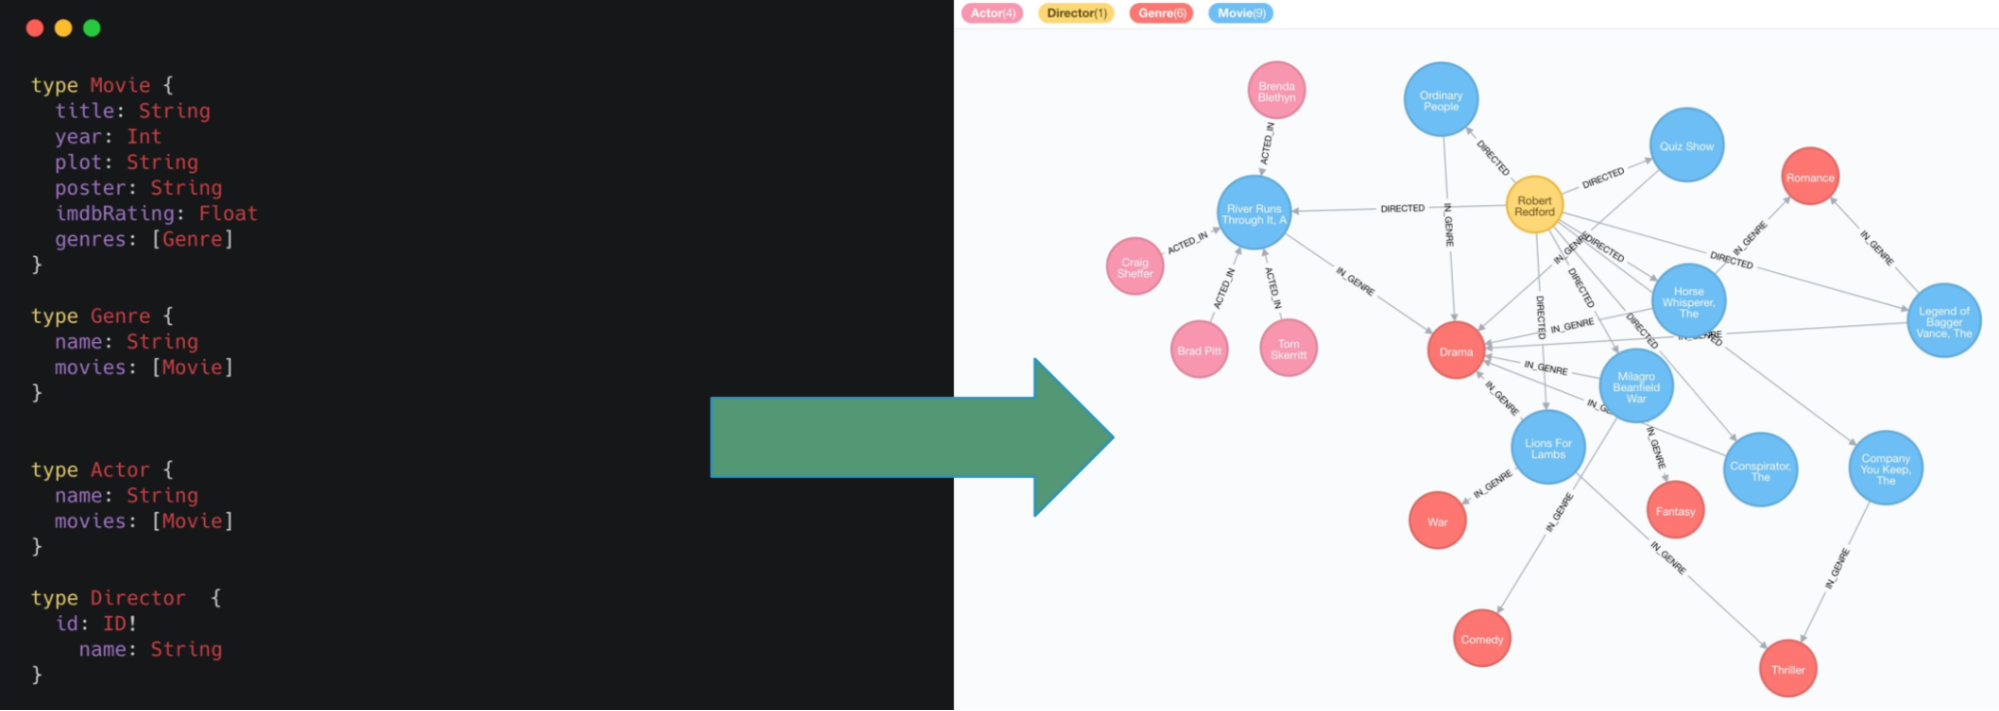 type Movie {
  title: String
  year: Int
  plot: String
  poster: String
  imdbRating: Float
  genres: [Genre]
}
type Genre {
  name: String
  movies: [Movie]
}
type Actor {
  name: String
  movies: [Movie]
}
type Director  {
  id: ID!
    name: String
}
Actor(4) Director(1) Genre(6) Movie(9)
Brenda
Blethyn
ACTED_IN
Ordinary
People
DIRECTED
Quiz Show
DIRECTED
Romance
Robert
Redford
River Runs
Through It, A
DIRECTED
IN_GENRE
ACTED_IN
Craig
Sheffer
ACTED_IN
ACTED_IN
IN_GENRE
IN_GENRE
DIRECTED
IN_GENRE
DIRECTED
IN_GENRE
DIRECTED
DIRECTED
Horse
Whisperer,
The
Legend of
Bagger
Vance, The
DIRECTED
IN_GENRE
Brad Pitt
Tom
Skerritt
Drama
IN_GENRE
Milagro
Beanfield
War
IN_GENRE
Lions For
Lambs
IN_GENRE
Conspirator,
The
Company
You Keep,
The
IN_GENRE
War
IN_GENRE
Fantasy
IN_GENRE
IN_GENRE
Comedy
Thriller